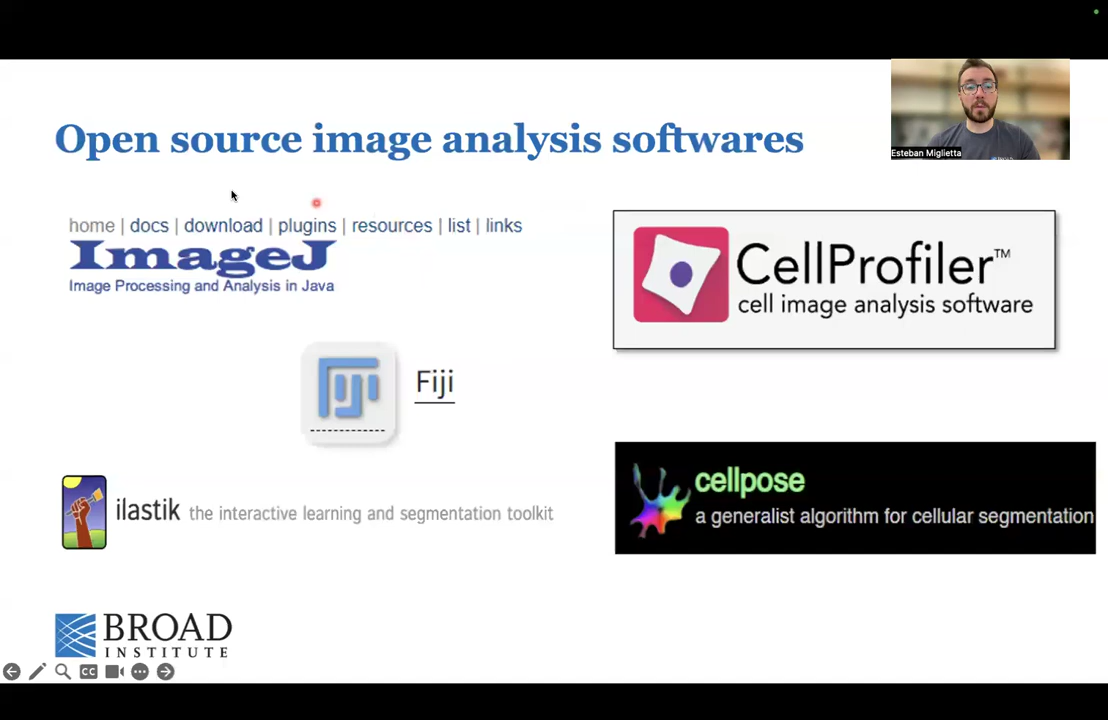 Open source image analysis softwares
Esteban Miglietta
home | docs | download | plugins | resources | list | links
ImageJ
Image Processing and Analysis in Java
CellProfiler™
cell image analysis software
Fiji
ilastik the interactive learning and segmentation toolkit
cellpose
a generalist algorithm for cellular segmentation
BROAD
INSTITUTE
CC